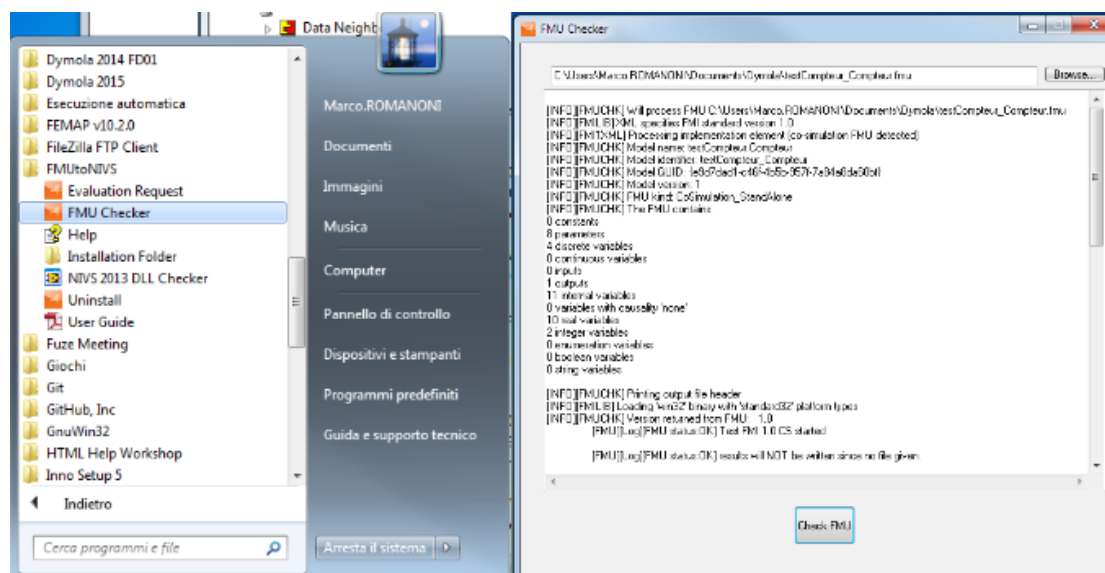 Data Neighb
Dymola 2014 FD01
Dymola 2015
Esecuzione automatica
FEMAP v10.2.0
FileZilla FTP Client
FMUtoNIVS
Evaluation Request
FMU Checker
Help
Installation Folder
NIVS 2013 DLL Checker
Uninstall
User Guide
Fuze Meeting
Giochi
Git
GitHub, Inc
GnuWin32
HTML Help Workshop
Inno Setup 5
Indietro
Cerca programmi e file
Marco.ROMANONI
Documenti
Immagini
Musica
Computer
Pannello di controllo
Dispositivi e stampanti
Programmi predefiniti
Guida e supporto tecnico
Arresta il sistema
FMU Checker
C:\Users\Marco.ROMANONI\Documents\Dymola\testCompteur_Compteur.fmu
Browse...
[INFO][FMUCHK] Will process FMU C:\Users\Marco.ROMANONI\Documents\Dymola\testCompteur_Compteur.fmu
[INFO][FMILIB] XML specifies FMI standard version 1.0
[INFO][FMI1XML] Processing implementation element (co-simulation FMU detected)
[INFO][FMUCHK] Model name: testCompteur.Compteur
[INFO][FMUCHK] Model identifier: testCompteur_Compteur
[INFO][FMUCHK] Model GUID:
[INFO][FMUCHK] Model version: 1
[INFO][FMUCHK] FMU kind: CoSimulation_StandAlone
[INFO][FMUCHK] The FMU contains:
0 constants
8 parameters
4 discrete variables
0 continuous variables
0 inputs
1 outputs
11 internal variables
0 variables with causality 'none'
10 real variables
2 integer variables
0 enumeration variables
0 boolean variables
0 string variables
[INFO][FMUCHK] Printing output file header
[INFO][FMILIB] Loading 'win32' binary with 'standard32' platform types
[INFO][FMUCHK] Version returned from FMU: 1.0
[FMU][Log][FMU status:OK] Test FMI 1.0 CS started
[FMU][Log][FMU status:OK] results will NOT be written since no file given.
Check FMU